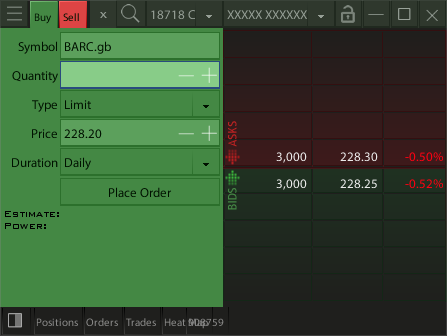 Buy Sell x 18718 C XXXXX XXXXXX
Symbol BARC.gb
Quantity
Type Limit
Price 228.20
Duration Daily
Place Order
ESTIMATE:
POWER:
ASKS
3,000 228.30 -0.50%
BIDS
3,000 228.25 -0.52%
Positions Orders Trades Heat Map 908759